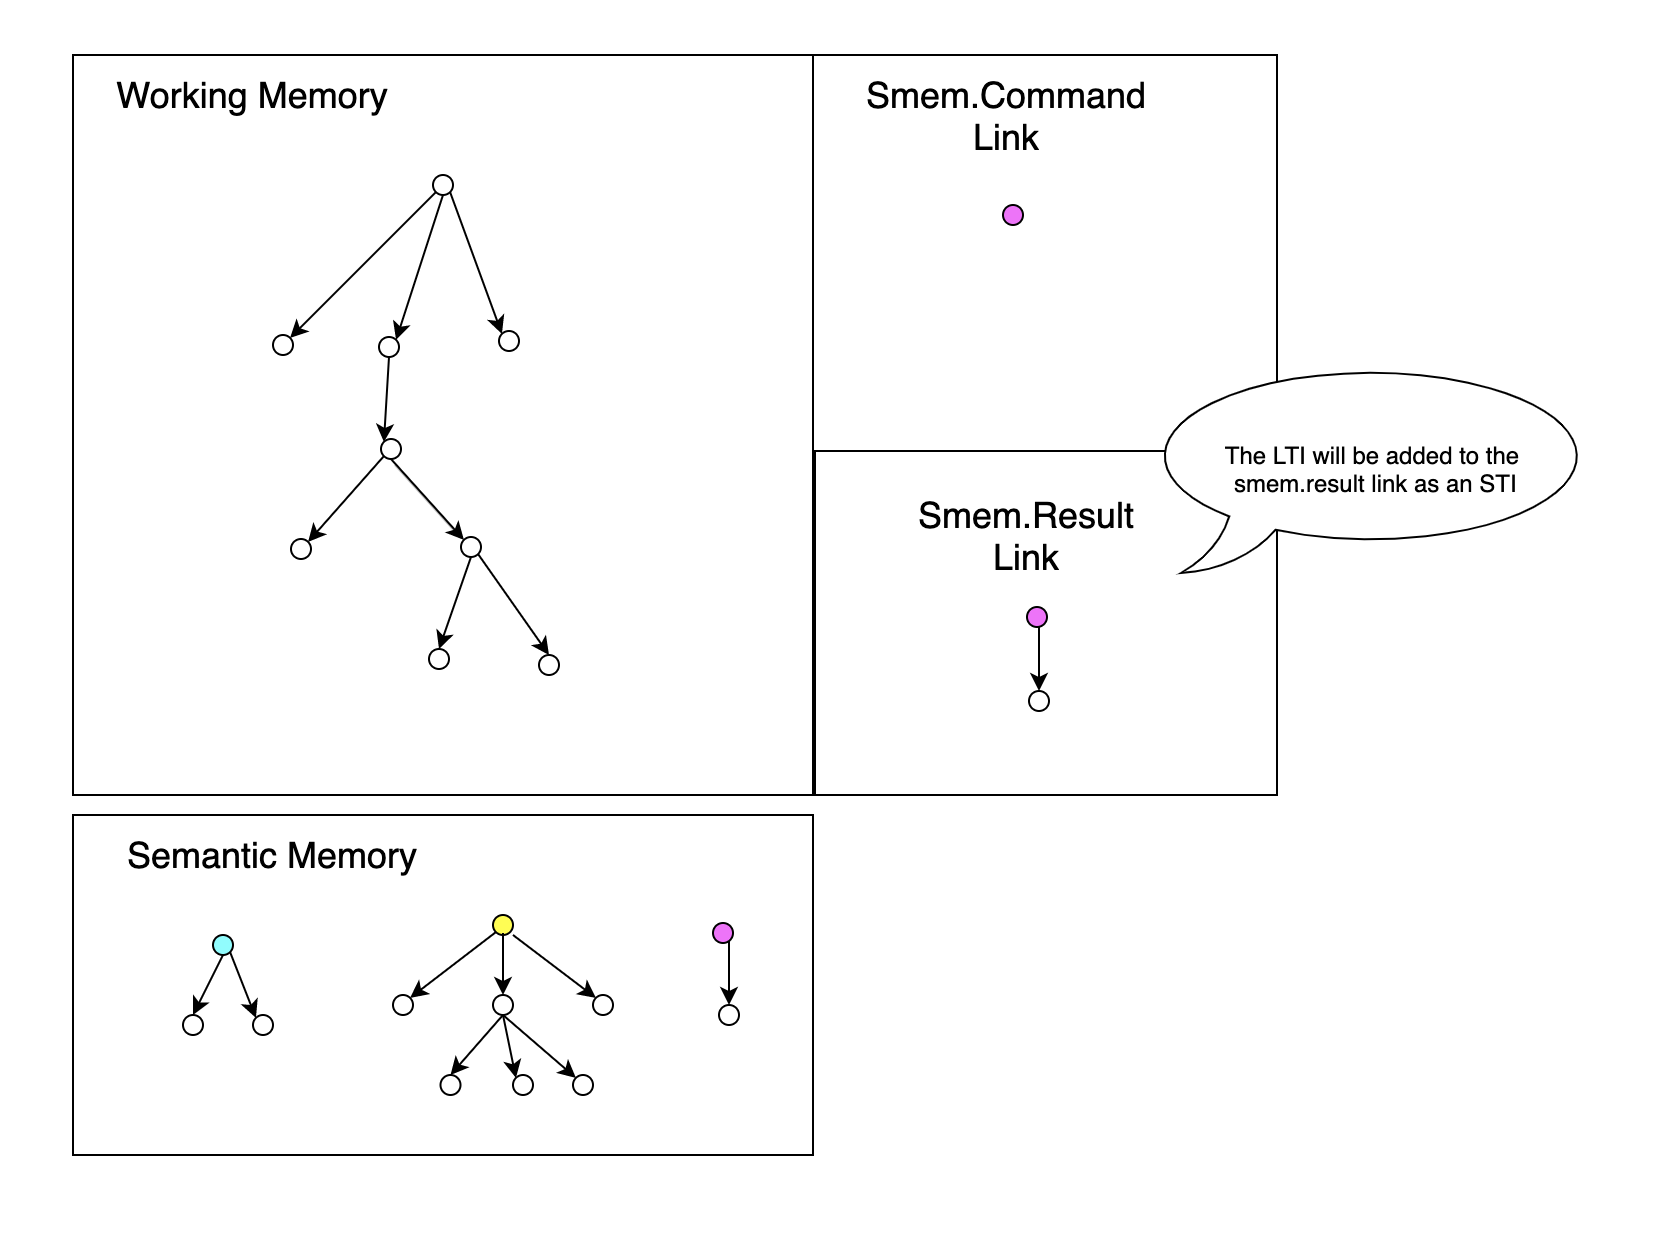 Working Memory
Smem.Command
Link
The LTI will be added to the
smem.result link as an STI
Smem.Result
Link
Semantic Memory